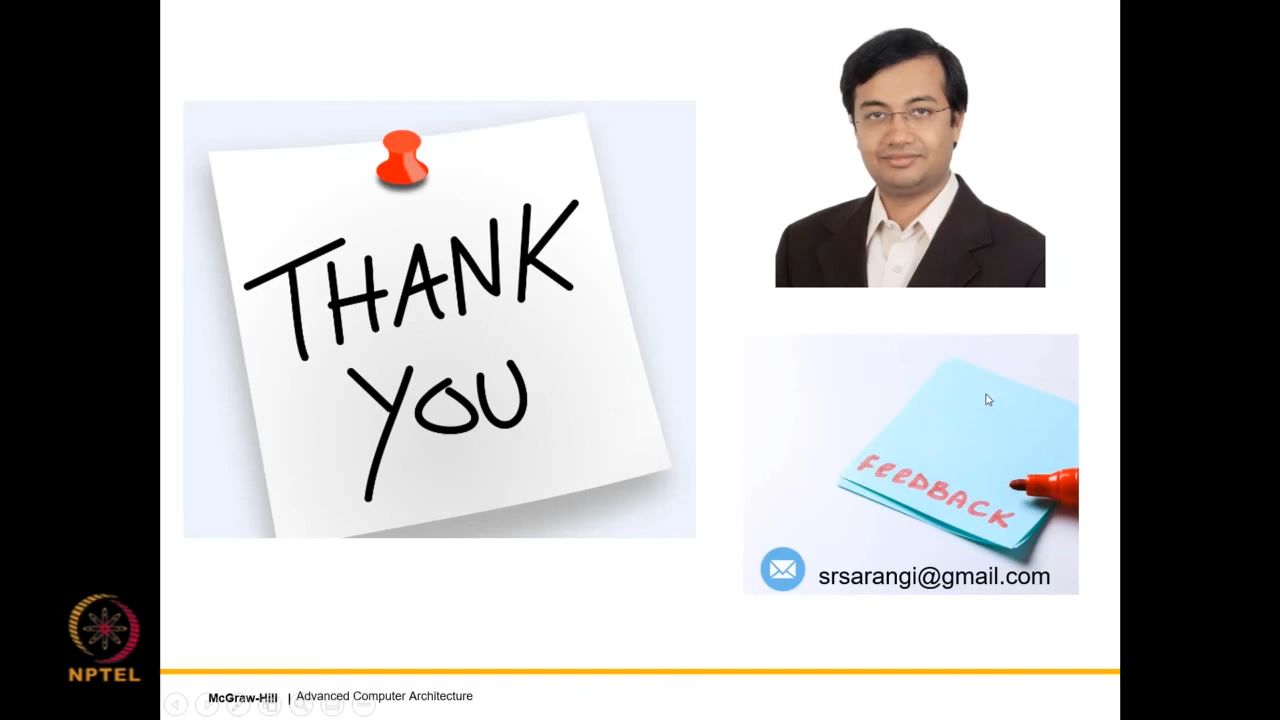 THANK
YOU
FEEDBACK
srsarangi@gmail.com
NPTEL
McGraw-Hill | Advanced Computer Architecture